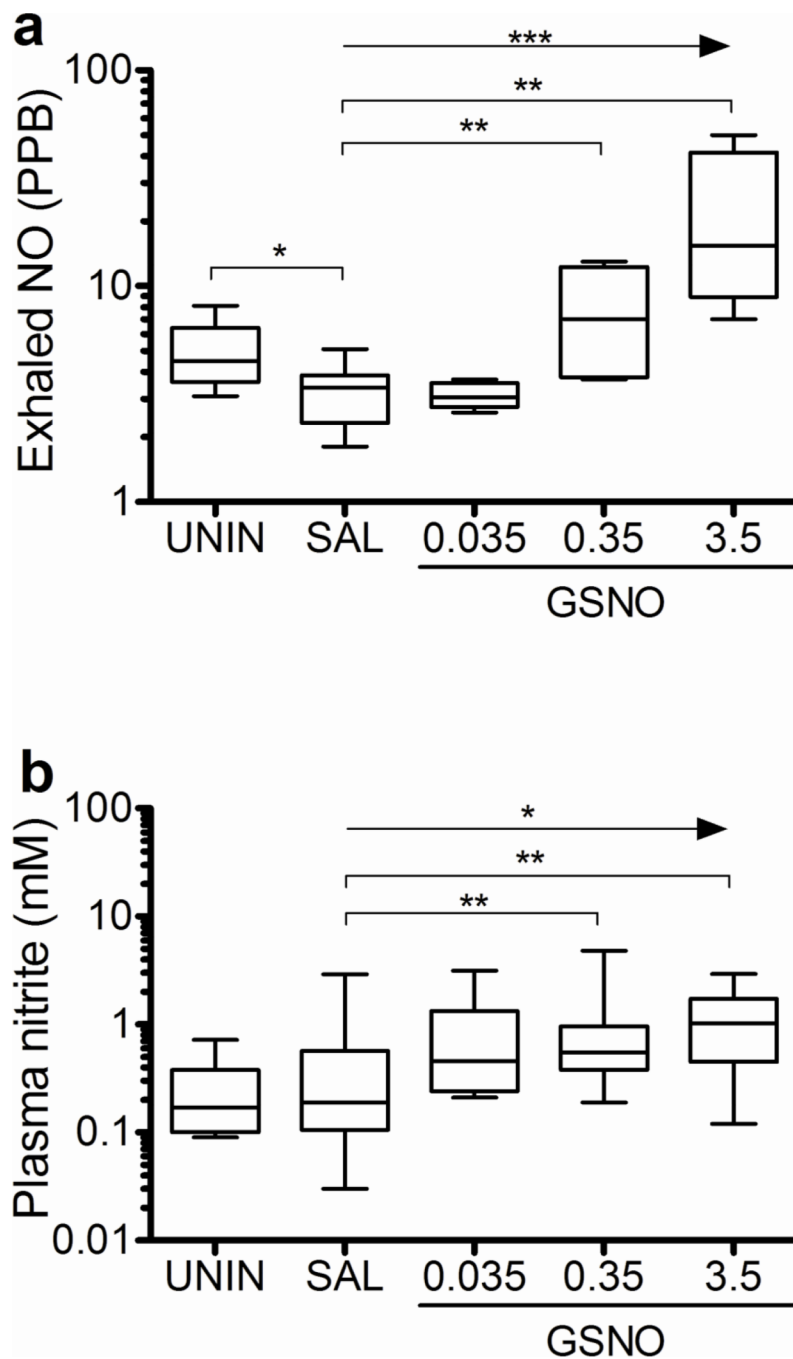 a
***
100
**
**
Exhaled NO (PPB)
*
10
1
UNIN SAL 0.035 0.35 3.5
GSNO
b
100
*
**
**
Plasma nitrite (mM)
10
1
0.1
0.01
UNIN SAL 0.035 0.35 3.5
GSNO